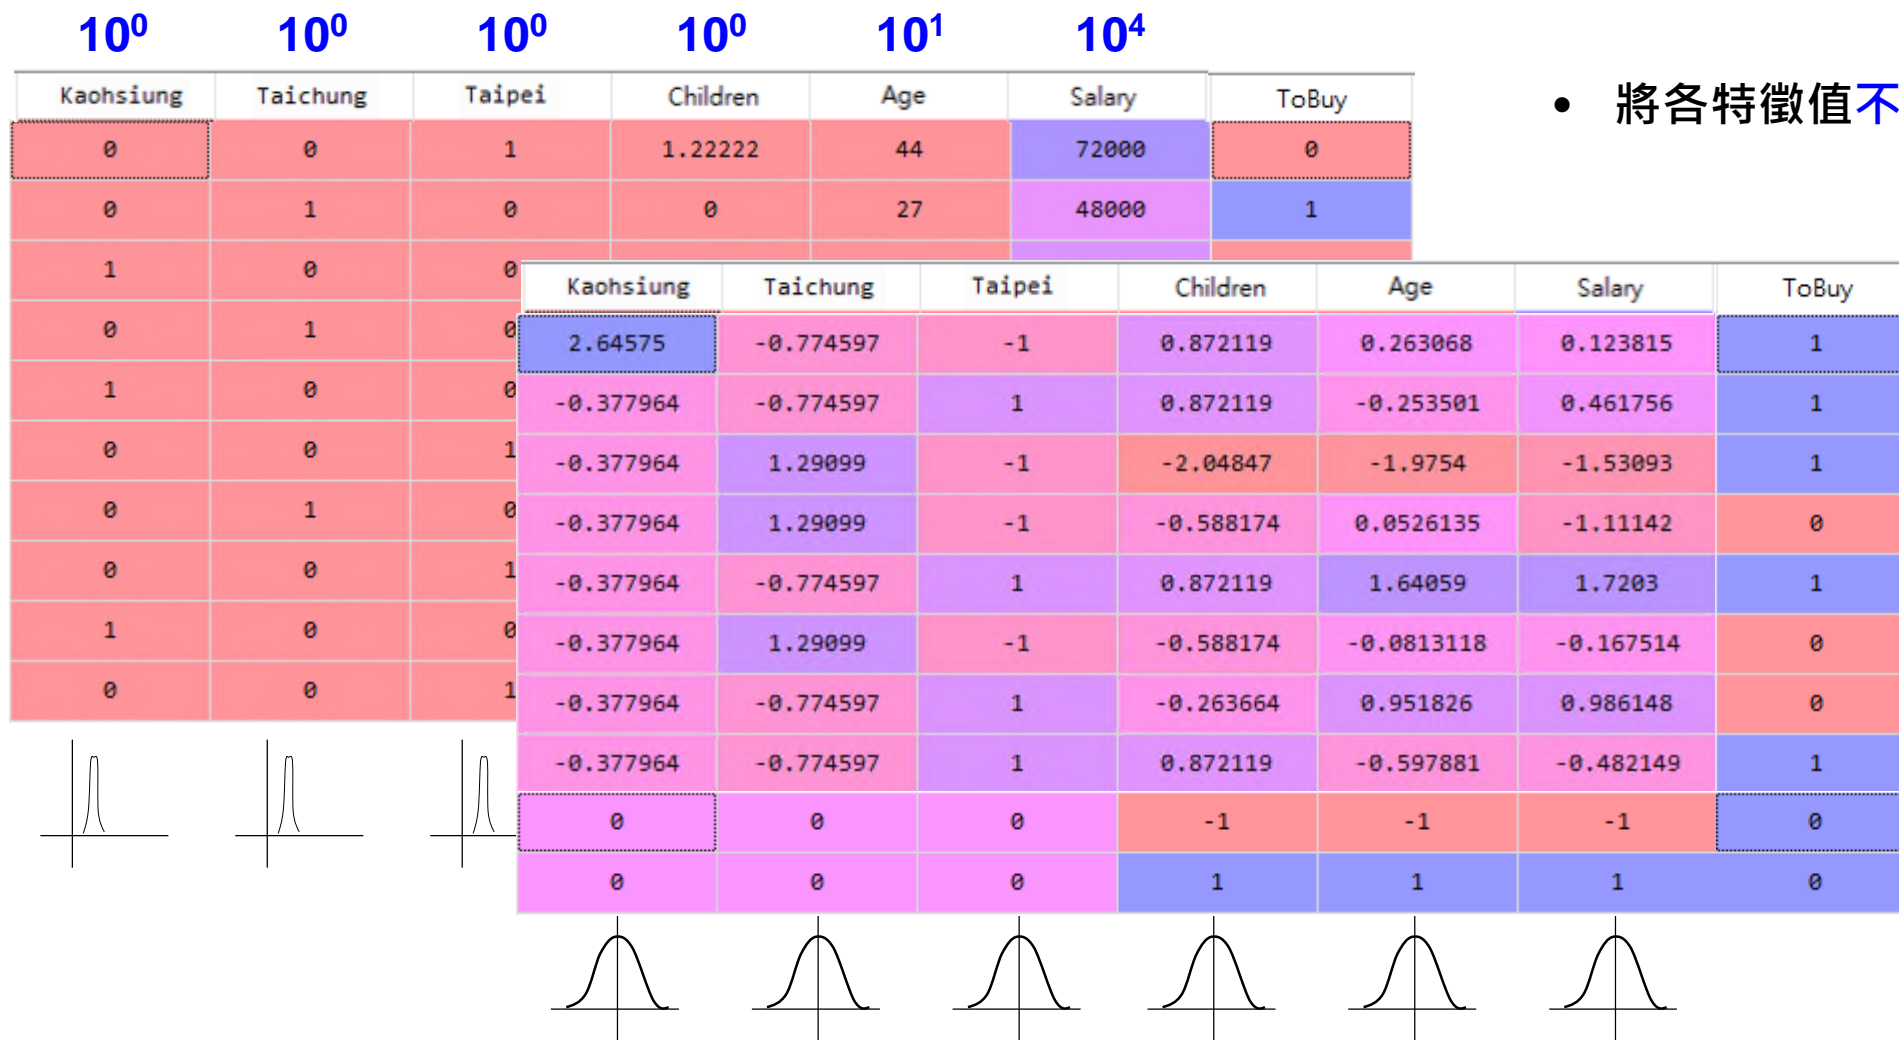 10⁰ 10⁰ 10⁰ 10⁰ 10¹ 10⁴
Kaohsiung Taichung Taipei Children Age Salary ToBuy
0 0 1 1.22222 44 72000 0
0 1 0 0 27 48000 1
1 0 0
0 1 0
1 0 0
0 0 1
0 1 0
0 0 1
1 0 0
0 0 1
• 將各特徵值不
Kaohsiung Taichung Taipei Children Age Salary ToBuy
2.64575 -0.774597 -1 0.872119 0.263068 0.123815 1
-0.377964 -0.774597 1 0.872119 -0.253501 0.461756 1
-0.377964 1.29099 -1 -2.04847 -1.9754 -1.53093 1
-0.377964 1.29099 -1 -0.588174 0.0526135 -1.11142 0
-0.377964 -0.774597 1 0.872119 1.64059 1.7203 1
-0.377964 1.29099 -1 -0.588174 -0.0813118 -0.167514 0
-0.377964 -0.774597 1 -0.263664 0.951826 0.986148 0
-0.377964 -0.774597 1 0.872119 -0.597881 -0.482149 1
0 0 0 -1 -1 -1 0
0 0 0 1 1 1 0